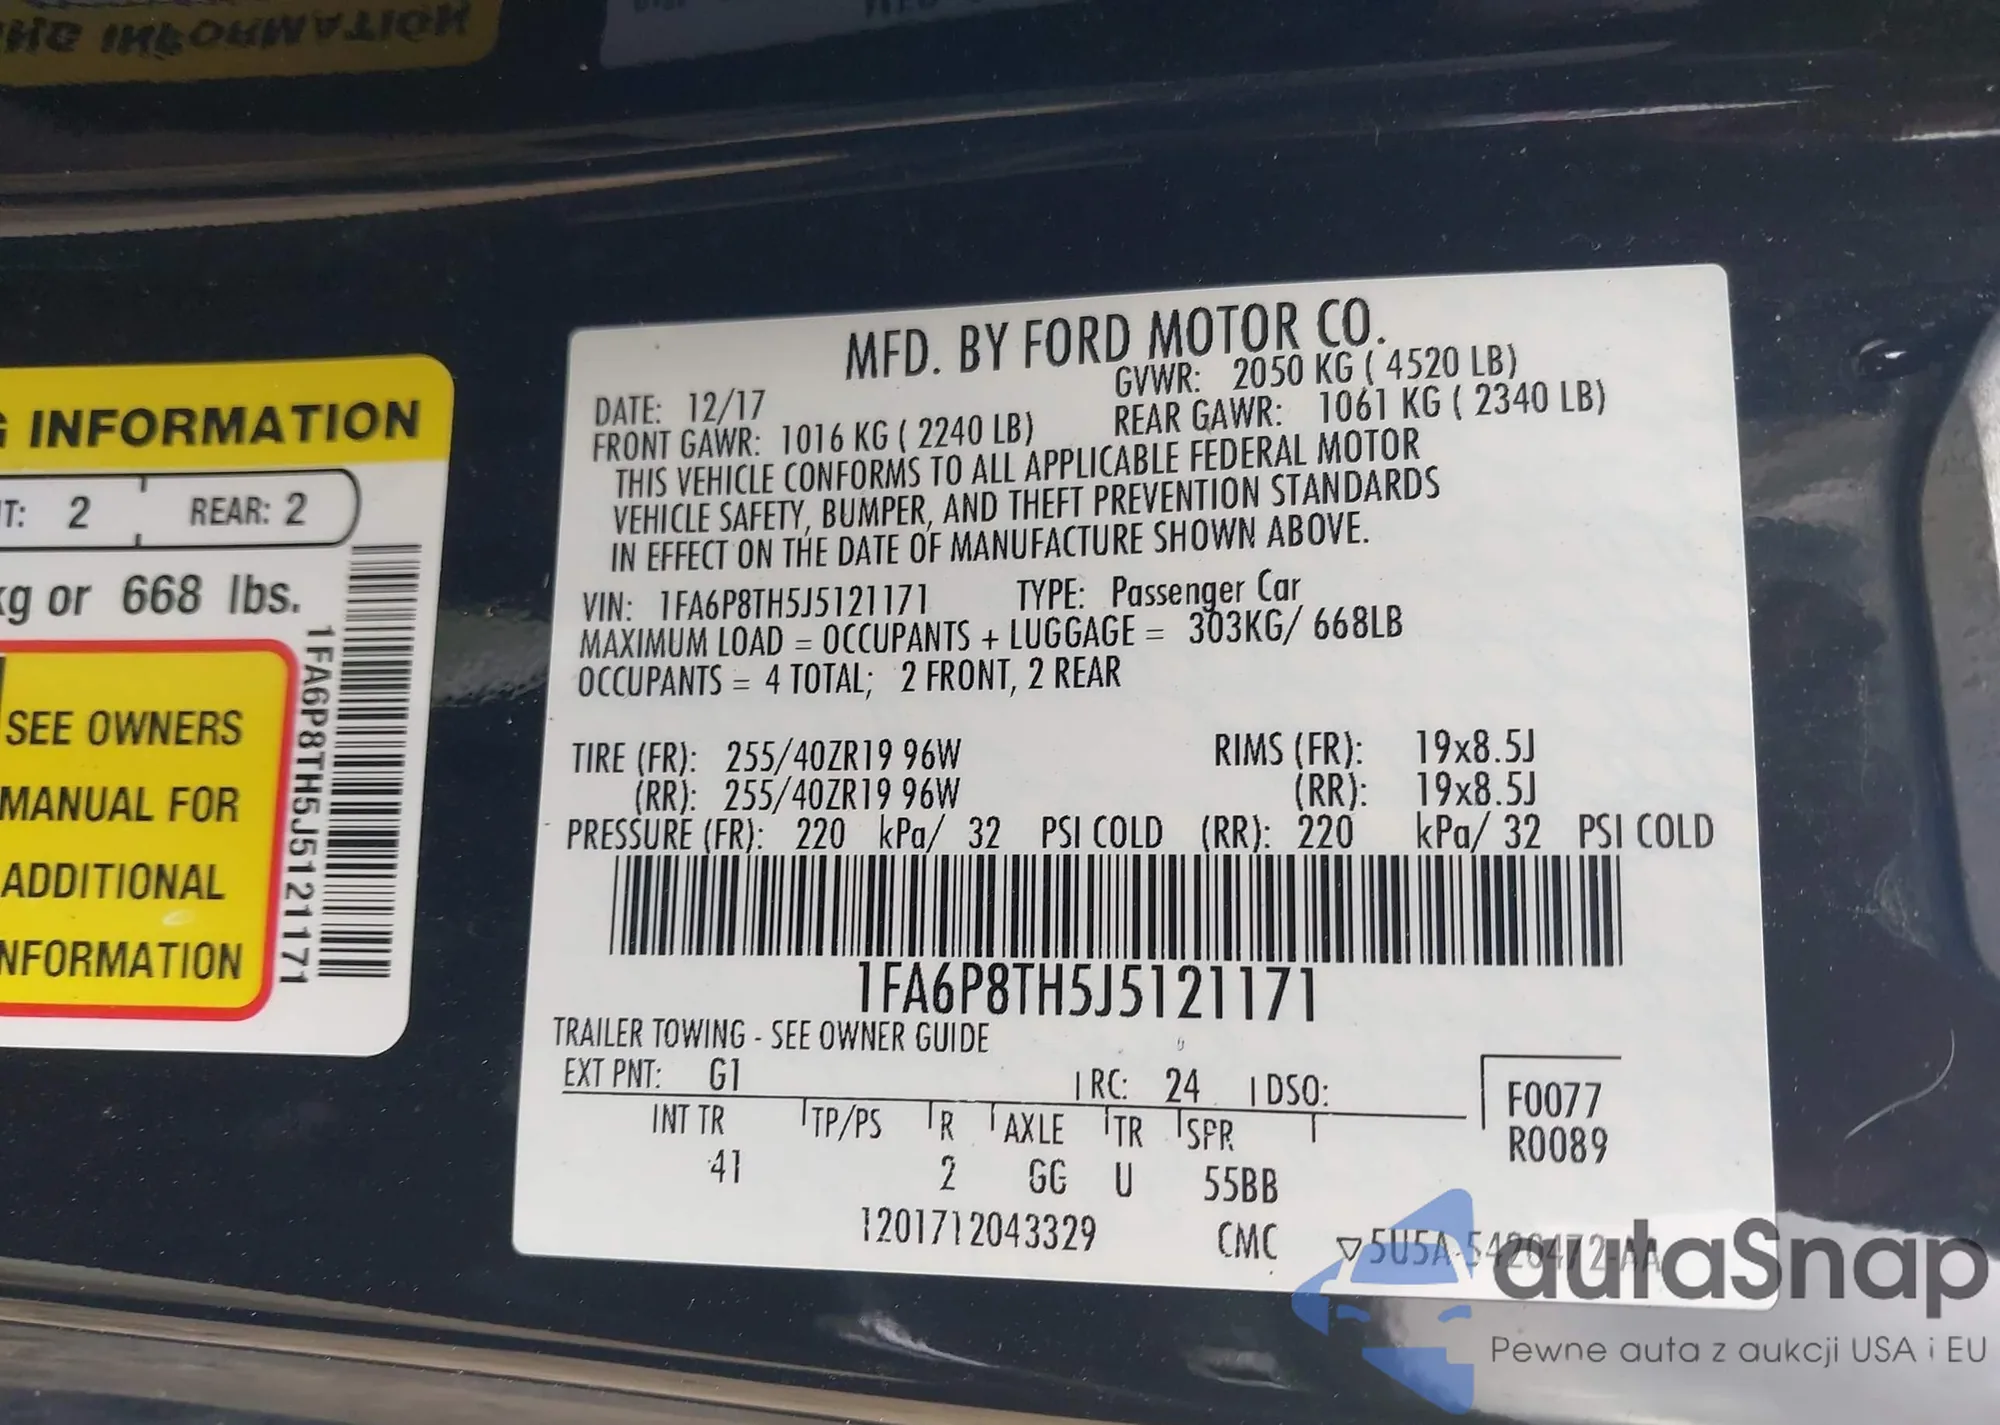 INFORMATION
MFD. BY FORD MOTOR CO.
DATE: 12/17 GVWR: 2050 KG ( 4520 LB)
FRONT GAWR: 1016 KG ( 2240 LB) REAR GAWR: 1061 KG ( 2340 LB)
THIS VEHICLE CONFORMS TO ALL APPLICABLE FEDERAL MOTOR
VEHICLE SAFETY, BUMPER, AND THEFT PREVENTION STANDARDS
IN EFFECT ON THE DATE OF MANUFACTURE SHOWN ABOVE.
VIN: 1FA6P8TH5J5121171 TYPE: Passenger Car
MAXIMUM LOAD = OCCUPANTS + LUGGAGE = 303KG/ 668LB
OCCUPANTS = 4 TOTAL; 2 FRONT, 2 REAR
TIRE (FR): 255/40ZR19 96W RIMS (FR): 19x8.5J
(RR): 255/40ZR19 96W (RR): 19x8.5J
PRESSURE (FR): 220 kPa/ 32 PSI COLD (RR): 220 kPa/ 32 PSI COLD
1FA6P8TH5J5121171
TRAILER TOWING - SEE OWNER GUIDE
EXT PNT: G1 RC: 24 DSO:
F0077
R0089
INT TR TP/PS R AXLE TR SPR
41 2 GG U 55BB
1201712043329 CMC ▽5U5A-5420472-AA
G INFORMATION
T: 2 REAR: 2
kg or 668 lbs.
SEE OWNERS
MANUAL FOR
ADDITIONAL
INFORMATION
1FA6P8TH5J5121171
autaSnap
Pewne auta z aukcji USA i EU